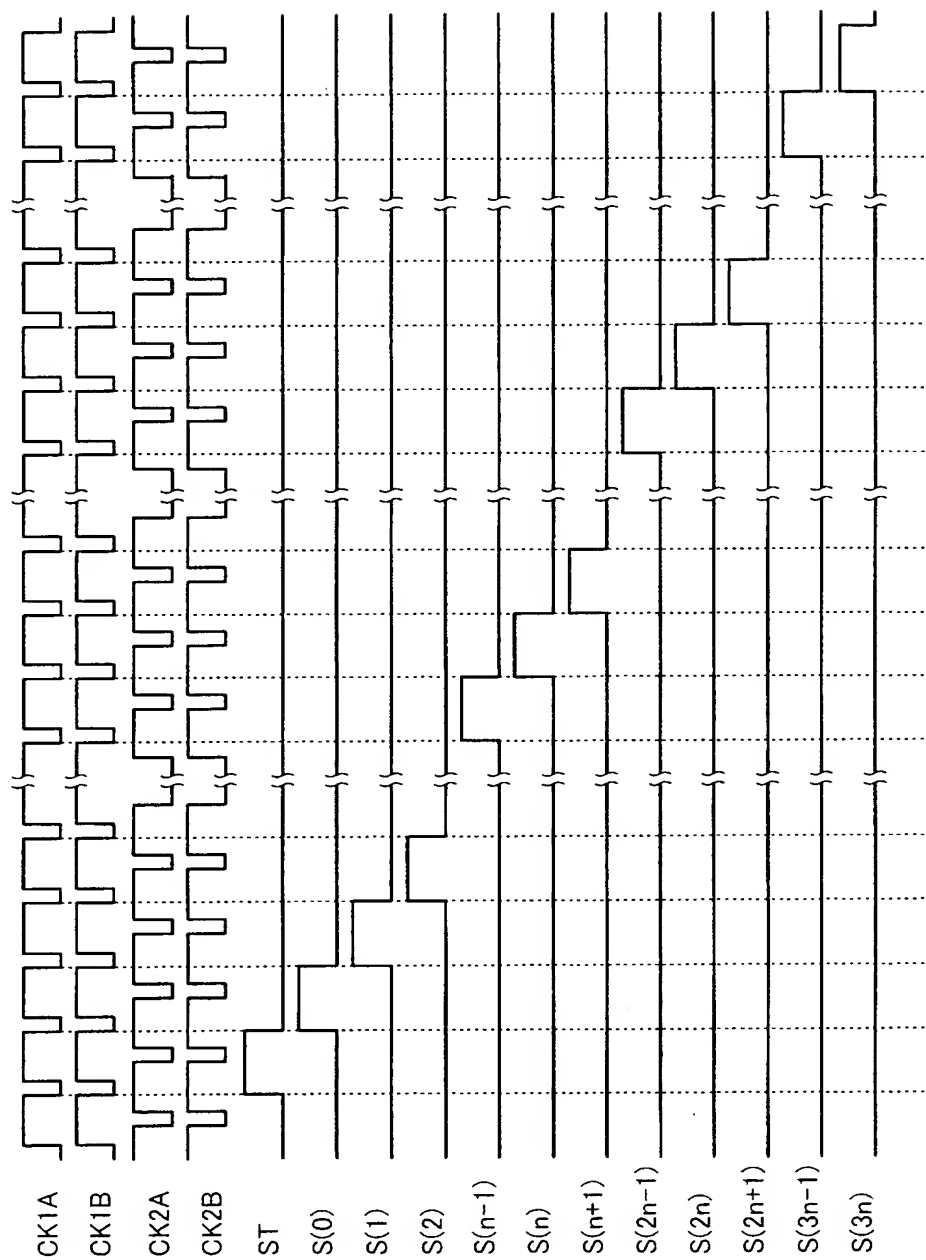 CK1A
CK1B
CK2A
CK2B
ST
S(0)
S(1)
S(2)
S(n-1)
S(n)
S(n+1)
S(2n-1)
S(2n)
S(2n+1)
S(3n-1)
S(3n)